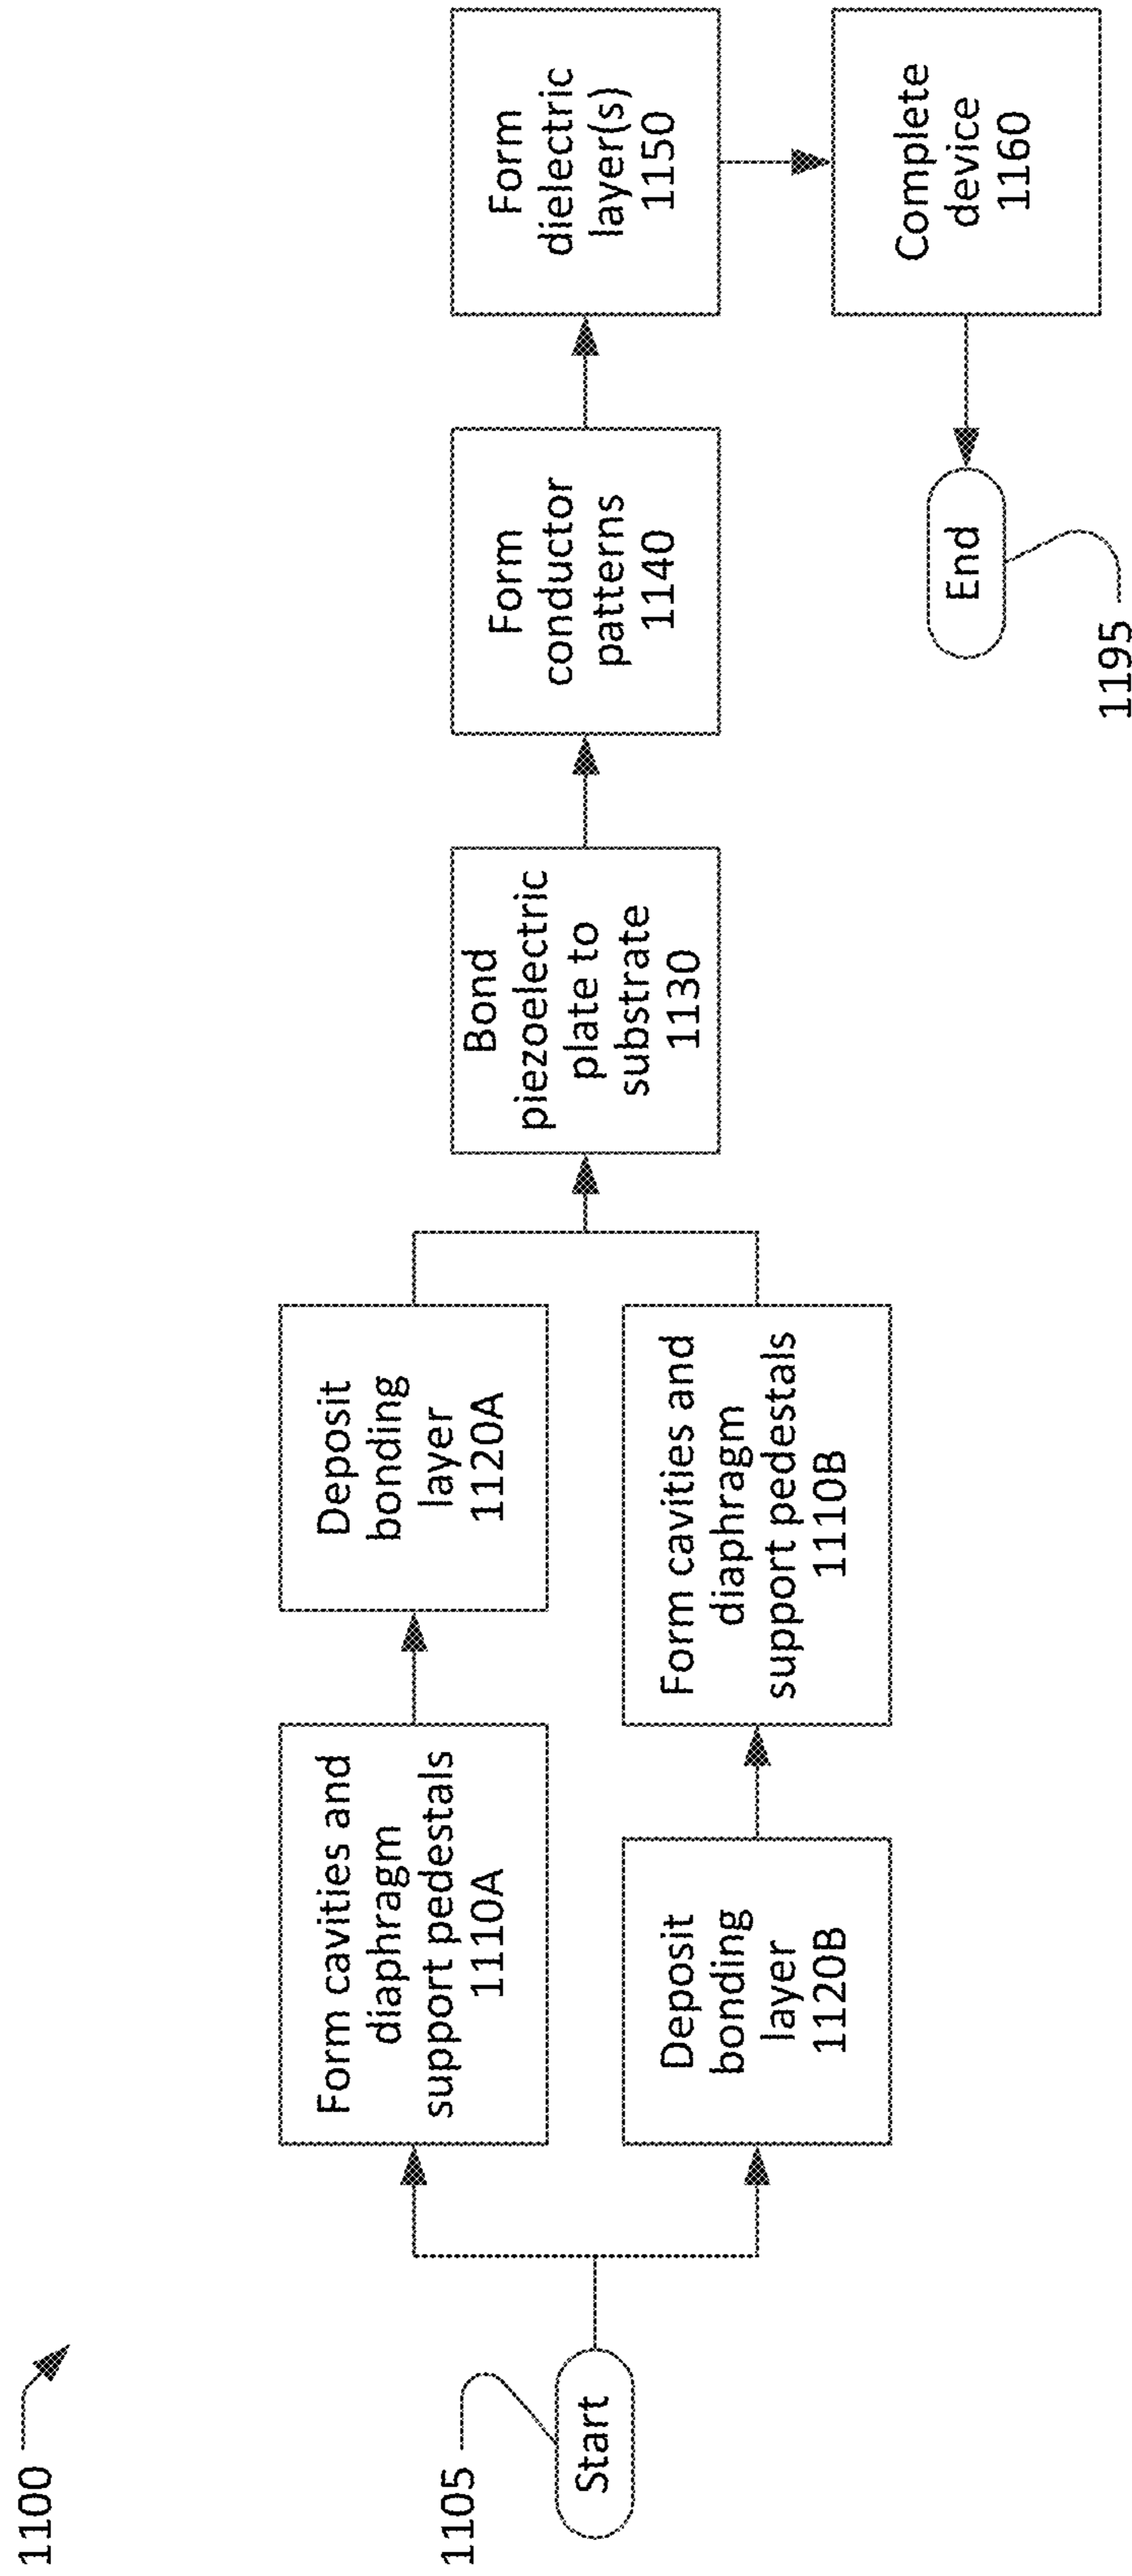 1100
1105
Start
Form cavities and
diaphragm
support pedestals
1110A
Deposit
bonding
layer
1120A
Deposit
bonding
layer
1120B
Form cavities and
diaphragm
support pedestals
1110B
Bond
piezoelectric
plate to
substrate
1130
Form
conductor
patterns
1140
Form
dielectric
layer(s)
1150
Complete
device
1160
End
1195